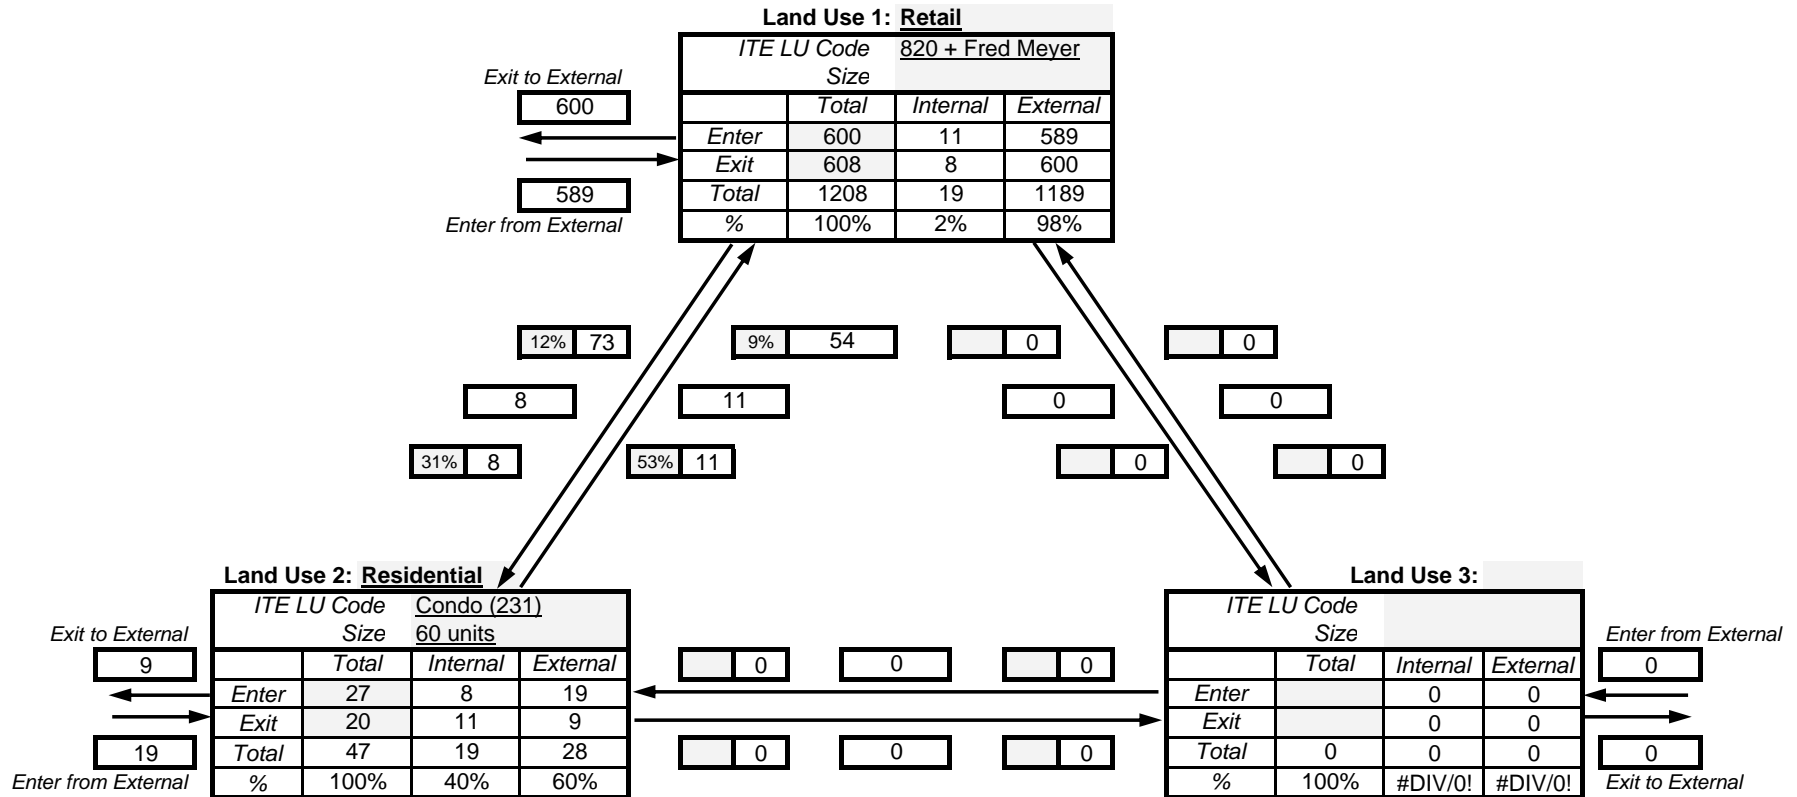 Land Use 1: Retail
ITE LU Code 820 + Fred Meyer
Exit to External Size
600 Total Internal External
Enter 600 11 589
Exit 608 8 600
589 Total 1208 19 1189
Enter from External % 100% 2% 98%
12% 73 9% 54 0 0
8 11 0 0
31% 8 53% 11 0 0
Land Use 2: Residential Land Use 3:
ITE LU Code Condo (231) ITE LU Code
Exit to External Size 60 units Size Enter from External
9 Total Internal External 0 0 0 Total Internal External 0
Enter 27 8 19 Enter 0 0
Exit 20 11 9 Exit 0 0
19 Total 47 19 28 0 0 0 Total 0 0 0 0
Enter from External % 100% 40% 60% % 100% #DIV/0! #DIV/0! Exit to External